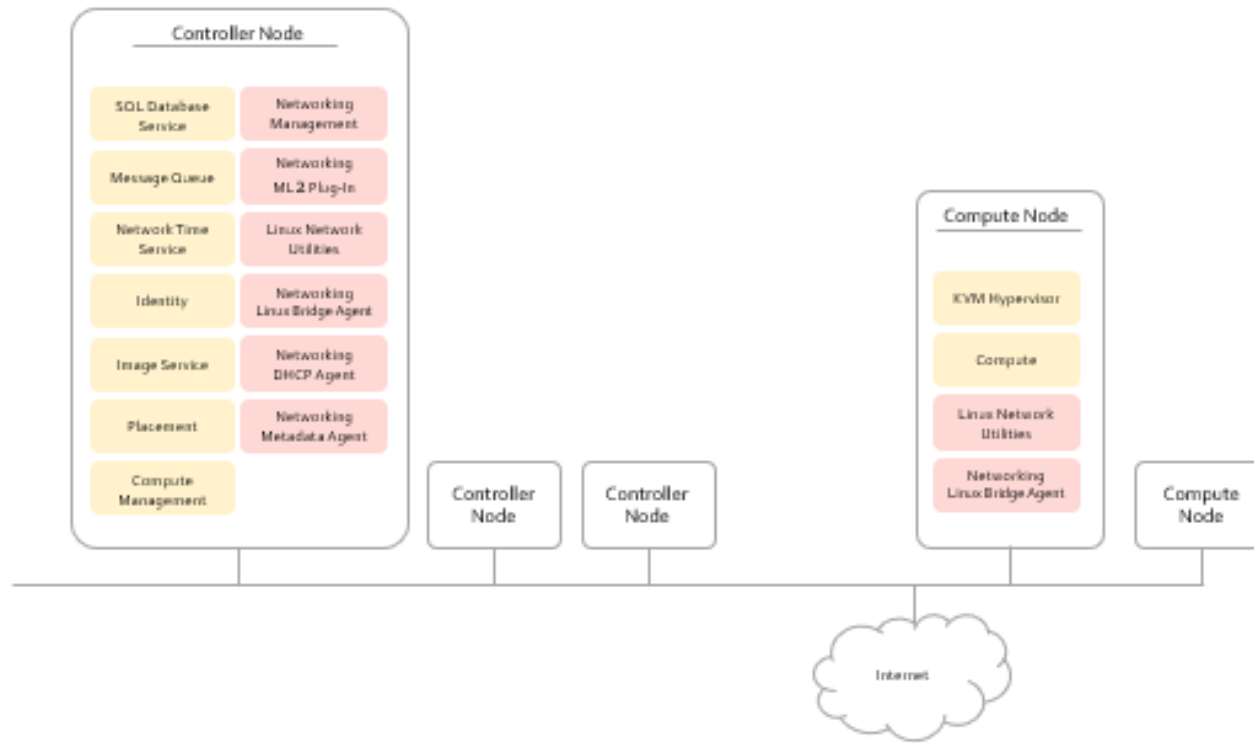 Controller Node
SQL Database
Service
Message Queue
Network Time
Service
Identity
Image Service
Placement
Compute
Management
Networking
Management
Networking
ML2 Plug-In
Linux Network
Utilities
Networking
Linux Bridge Agent
Networking
DHCP Agent
Networking
Metadata Agent
Controller
Node
Controller
Node
Compute Node
KVM Hypervisor
Compute
Linux Network
Utilities
Networking
Linux Bridge Agent
Compute
Node
Internet